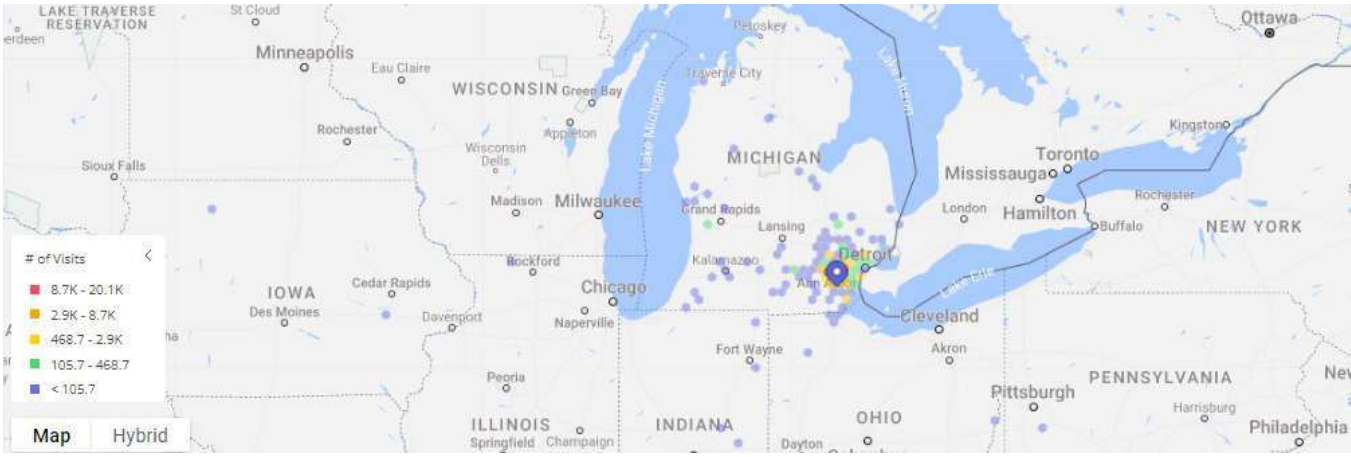 LAKE TRAVERSE
RESERVATION
St Cloud
Minneapolis
Eau Claire
WISCONSIN
Green Bay
Appleton
Rochester
Wisconsin
Dells
Sioux Falls
Madison
Milwaukee
Lake Michigan
Peloskey
Traverse City
Lake Huron
MICHIGAN
Grand Rapids
Lansing
Kalamazoo
Detroit
Ottawa
Kingston
Toronto
Mississauga
Hamilton
London
Rochester
Buffalo
NEW YORK
Rockford
Chicago
Naperville
IOWA
Cedar Rapids
Des Moines
Davenport
Lake Erie
Cleveland
Akron
Fort Wayne
Peoria
ILLINOIS
Springfield
Champaign
INDIANA
OHIO
Dayton
Pittsburgh
PENNSYLVANIA
Harrisburg
Philadelphia
# of Visits
8.7K - 20.1K
2.9K - 8.7K
468.7 - 2.9K
105.7 - 468.7
< 105.7
Map
Hybrid